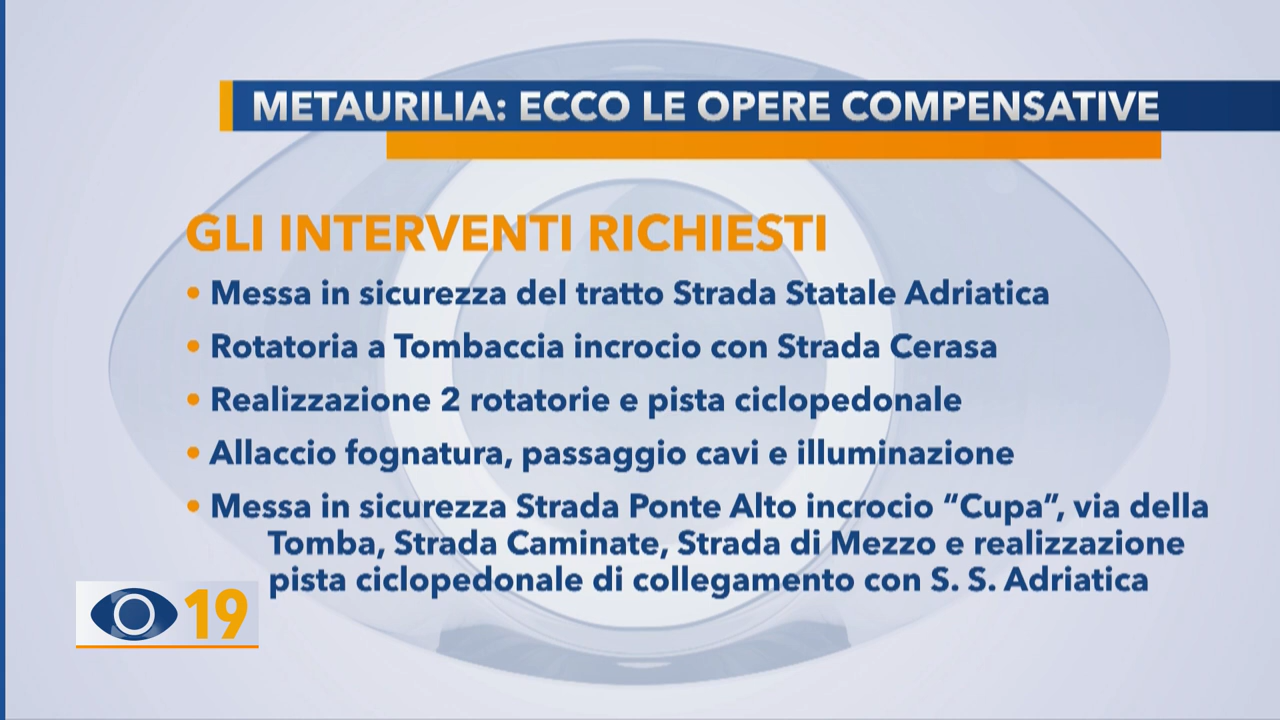 METAURILIA: ECCO LE OPERE COMPENSATIVE
GLI INTERVENTI RICHIESTI
• Messa in sicurezza del tratto Strada Statale Adriatica
• Rotatoria a Tombaccia incrocio con Strada Cerasa
• Realizzazione 2 rotatorie e pista ciclopedonale
• Allaccio fognatura, passaggio cavi e illuminazione
• Messa in sicurezza Strada Ponte Alto incrocio “Cupa”, via della
Tomba, Strada Caminate, Strada di Mezzo e realizzazione
pista ciclopedonale di collegamento con S. S. Adriatica
19